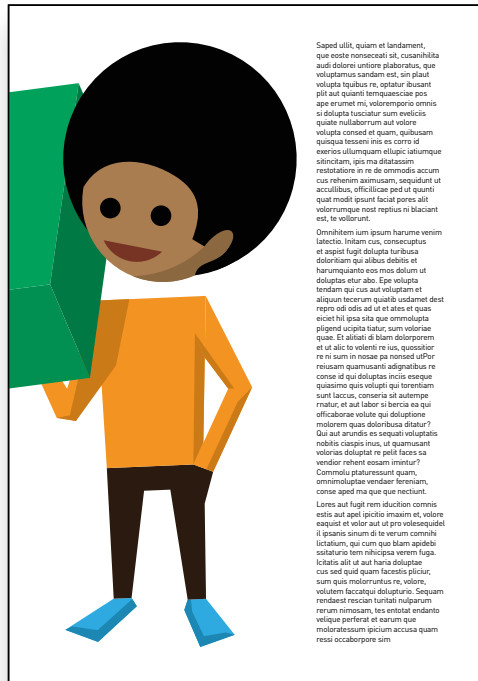 Saped ullit, quiam et landament,
que eoste nonseceati sit, cusanihilita
audi dolorei untiore plaboratus, que
voluptamus sandam est, sin plaut
volupta tquibus re, optatur ibusant
plit aut quianti temquaesciae pos
ape erumet mi, voloremporio omnis
si dolupta tusciatur sum eveliciis
quiate nullaborrum aut volore
volupta consed et quam, quibusam
quisqua tesseni inis es corro id
exerios ullumquam ellupic iatiumque
sitincitam, ipis ma ditatassim
restotatiore in re de ommodis accum
cus rehenim aximusam, sequidunt ut
accullibus, officillicae ped ut quunti
quat modit ipsunt faciat pores alit
volorrumque nost reptius ni blaciant
est, te vollorunt.
Omnihitem ium ipsum harume venim
latectio. Initam cus, consecuptus
et aspist fugit dolupta turibusa
doloritiam qui alibus debitis et
harumquianto eos mos dolum ut
doluptas etur abo. Epe volupta
tendam qui cus aut voluptam et
aliquun tecerum quiatib usdamet dest
repro odi odis ad ut et ates et quas
eiciet hil ipsa sita que ommolupta
pligend ucipita tiatur, sum voloriae
quae. Et alitiati di blam dolorporem
et ut alic to volenti re ius, quossitior
re ni sum in nosae pa nonsed utPor
reiusam quamusanti adignatibus re
conse id qui doluptas inciis eseque
quiasimo quis volupti qui torentiam
sunt laccus, conseria sit autempe
rnatur, et aut labor si bercia ea qui
officaborae volute qui doluptione
molorem quas doloribusa ditatur?
Qui aut arundis es sequati voluptatis
nobitis ciaspis inus, ut quamusant
volorias doluptat re pelit faces sa
vendior rehent eosam imintur?
Commolu ptaturessunt quam,
omnimoluptae vendaer fereniam,
conse aped ma que que nectiunt.
Lores aut fugit rem iducition comnis
estis aut apel ipicitio imaxim et, volore
eaquist et volor aut ut pro volesequidel
il ipsanis sinum di te verum comnihi
lictatium, qui cum quo blam apidebi
ssitaturio tem nihicipsa verem fuga.
Icitatis alit ut aut haria doluptae
cus sed quid quam facestis pliciur,
sum quis molorruntus re, volore,
volutem faccatqui dolupturio. Sequam
rendaest rescian turitati nulparum
rerum nimosam, tes entotat endanto
velique perferat et earum que
moloratessum ipicium accusa quam
ressi occaborpore sim